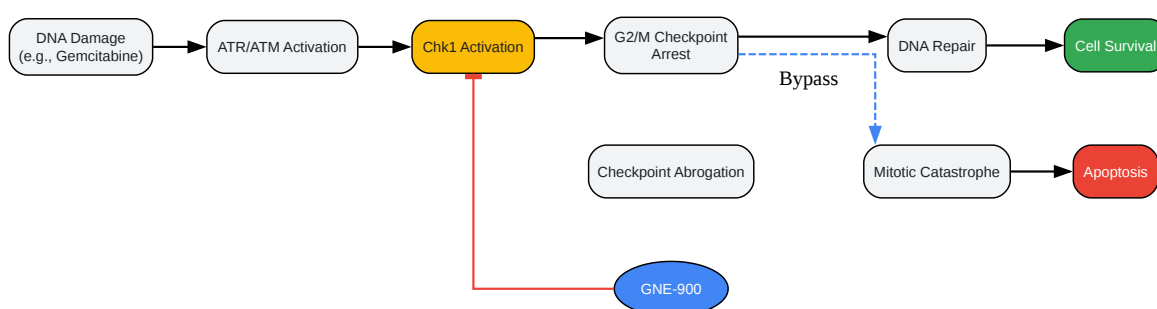 DNA Damage
(e.g., Gemcitabine)
ATR/ATM Activation
Chk1 Activation
G2/M Checkpoint
Arrest
DNA Repair
Cell Survival
Bypass
Checkpoint Abrogation
Mitotic Catastrophe
Apoptosis
GNE-900